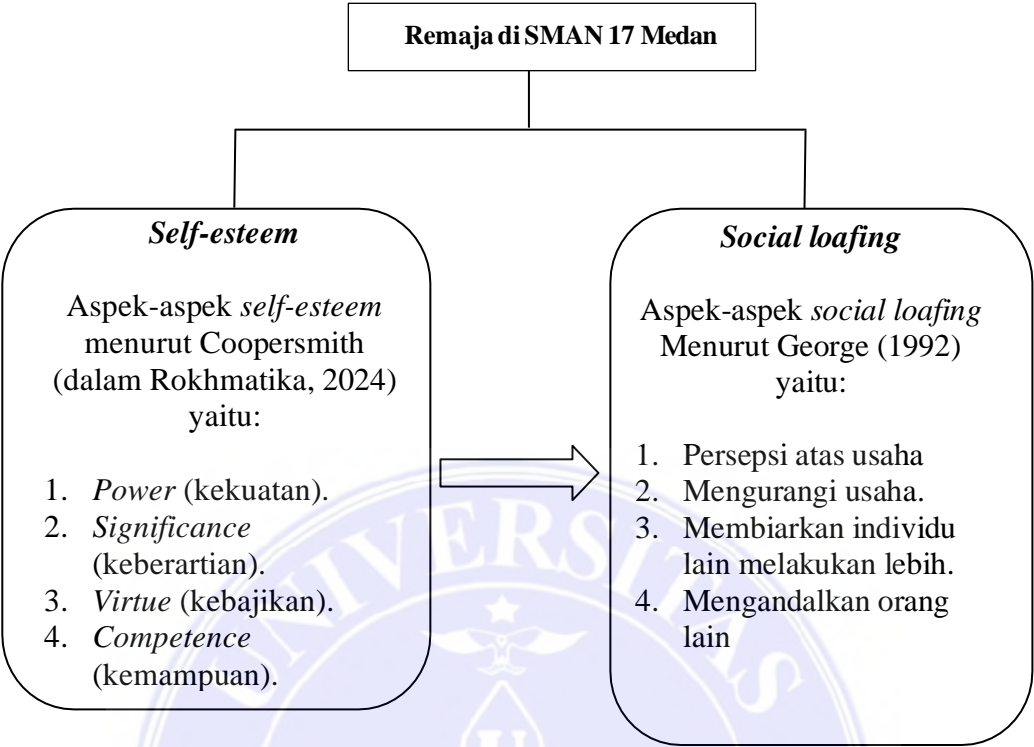 Remaja di SMAN 17 Medan
Self-esteem
Aspek-aspek self-esteem
menurut Coopersmith
(dalam Rokhmatika, 2024)
yaitu:
1. Power (kekuatan).
2. Significance
(keberartian).
3. Virtue (kebajikan).
4. Competence
(kemampuan).
Social loafing
Aspek-aspek social loafing
Menurut George (1992)
yaitu:
1. Persepsi atas usaha
2. Mengurangi usaha.
3. Membiarkan individu
lain melakukan lebih.
4. Mengandalkan orang
lain
UNIVERSITAS
U